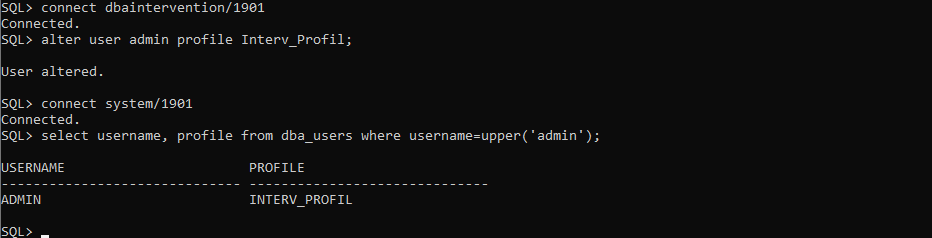 SQL> connect dbaintervention/1901
Connected.
SQL> alter user admin profile Interv_Profil;
User altered.
SQL> connect system/1901
Connected.
SQL> select username, profile from dba_users where username=upper('admin');
USERNAME                       PROFILE
------------------------------ ------------------------------
ADMIN                          INTERV_PROFIL
SQL>